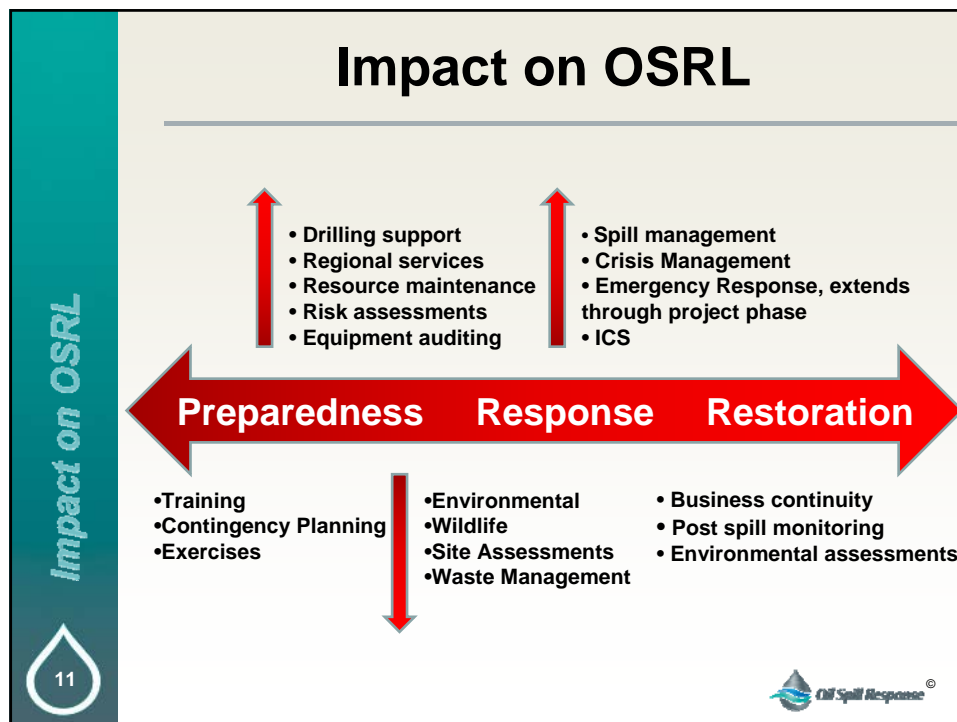 Impact on OSRL
• Drilling support
• Regional services
• Resource maintenance
• Risk assessments
• Equipment auditing
• Spill management
• Crisis Management
• Emergency Response, extends
through project phase
• ICS
Preparedness Response Restoration
•Training
•Contingency Planning
•Exercises
•Environmental
•Wildlife
•Site Assessments
•Waste Management
• Business continuity
• Post spill monitoring
• Environmental assessments
Impact on OSRL
11
Oil Spill Response ©